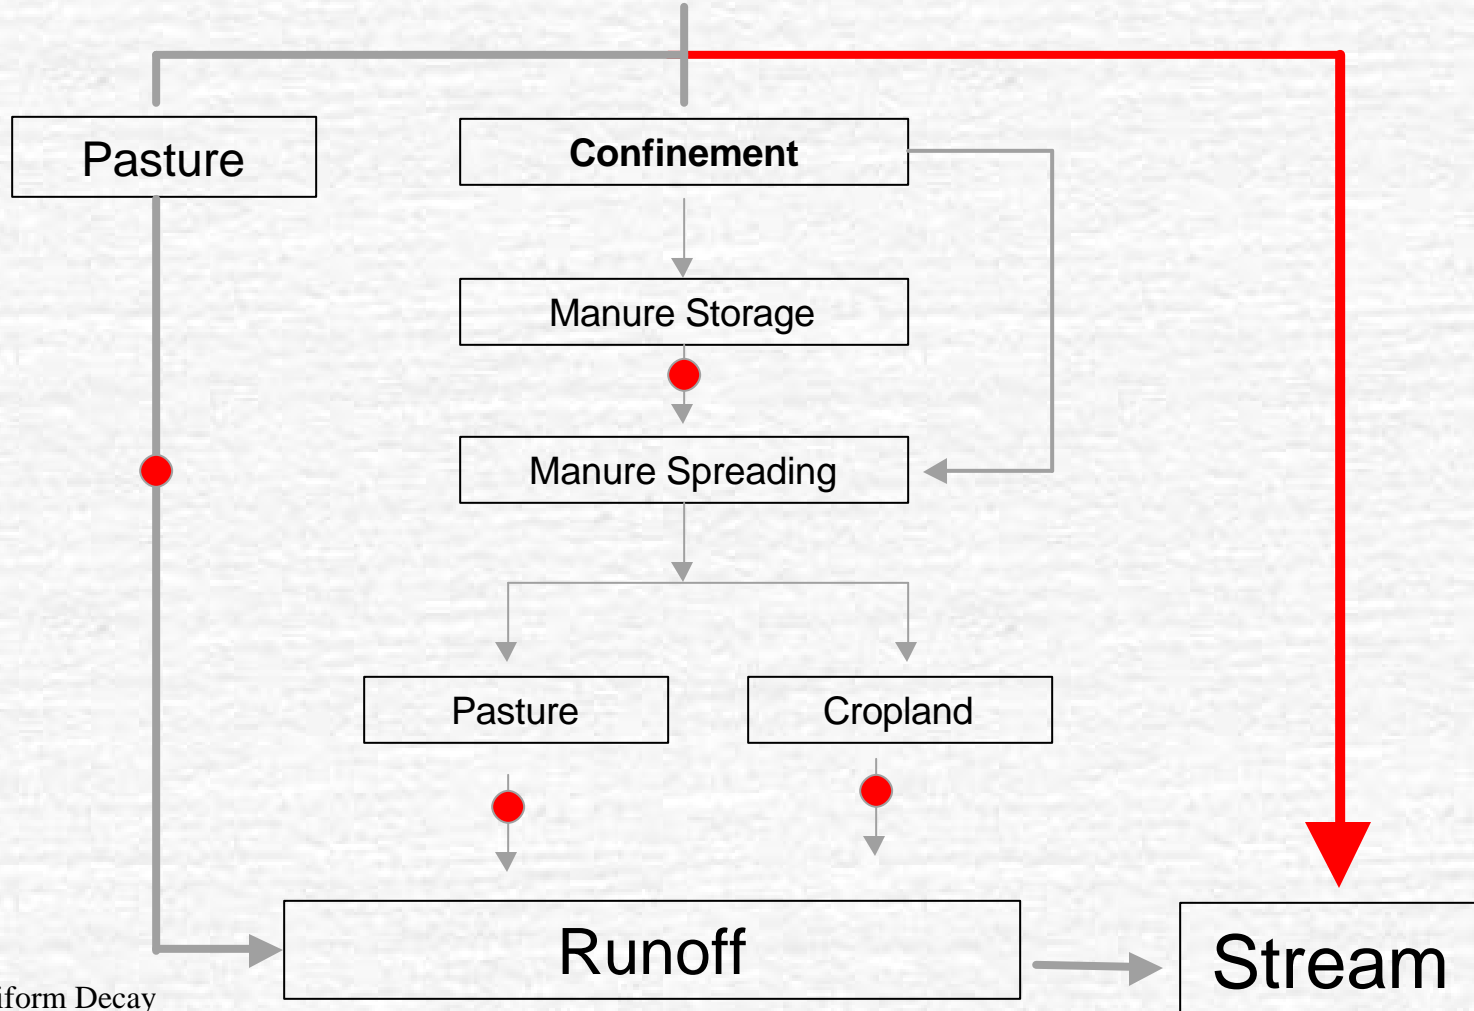 Pasture
Confinement
Manure Storage
Manure Spreading
Pasture
Cropland
Runoff
Stream
iform Decay